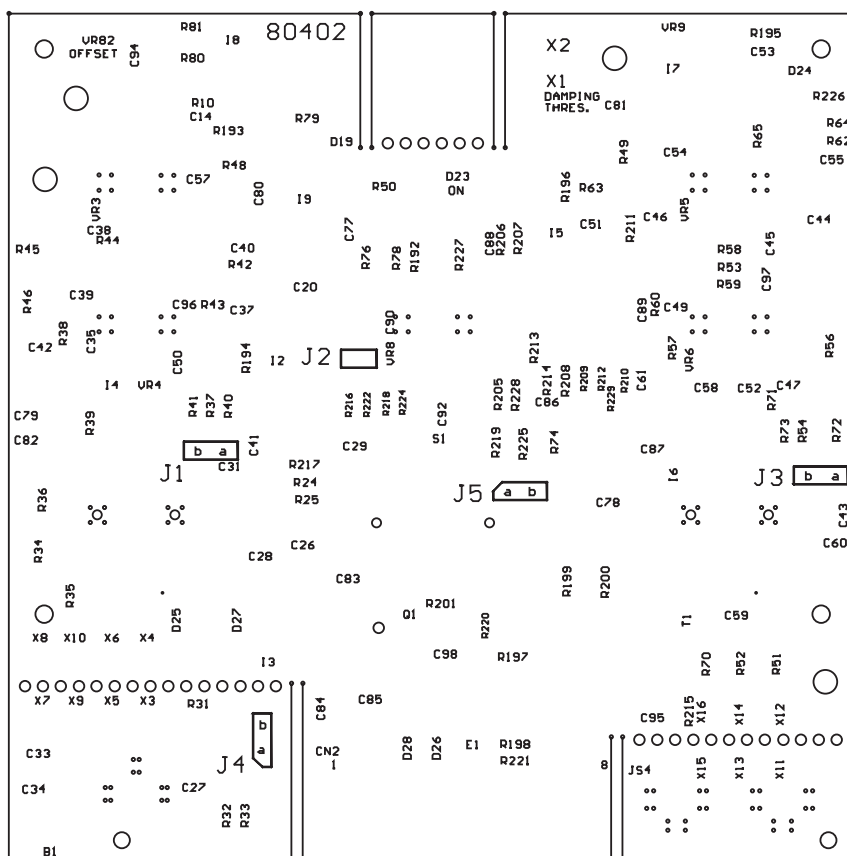 R81
VR82
OFFSET
C94
R80
I8
80402
X2
X1
DAMPING
THRES.
VR9
I7
R195
C53
D24
R226
R10
C14
R193
R79
D19
C81
R64
R62
C55
R65
R49
C54
R48
C57
C80
I9
R50
D23
ON
R196
R63
VR3
C38
R44
VR5
C46
C44
R45
C40
R42
C77
R76
R78
R192
R227
C88
R206
R207
I5
C51
R211
R58
R53
R59
C45
C97
R46
C39
C96
R43
C37
C20
C90
C89
R60
C49
R38
C42
C35
C50
R194
I2
J2
VR8
R213
R57
VR6
R56
I4
VR4
R214
R208
R209
R212
R210
R229
C61
C58
C52
C47
R71
C79
C82
R39
R41
R37
R40
R216
R222
R218
R224
C92
S1
R205
R228
C86
R219
R225
R74
R73
R54
R72
C41
C29
C87
b a
C31
J1
R217
R24
R25
J5
a b
I6
J3
b a
R36
C78
C43
R34
C28
C26
C60
R35
C83
R199
R200
D25
D27
Q1
R201
R220
T1
C59
X8
X10
X6
X4
I3
C98
R197
R70
R52
R51
X7
X9
X5
X3
R31
C84
C85
C95
R215
X16
X14
X12
C33
J4
b
a
CN2
1
D28
D26
E1
R198
R221
8
JS4
X15
X13
X11
C34
C27
R32
R33
B1